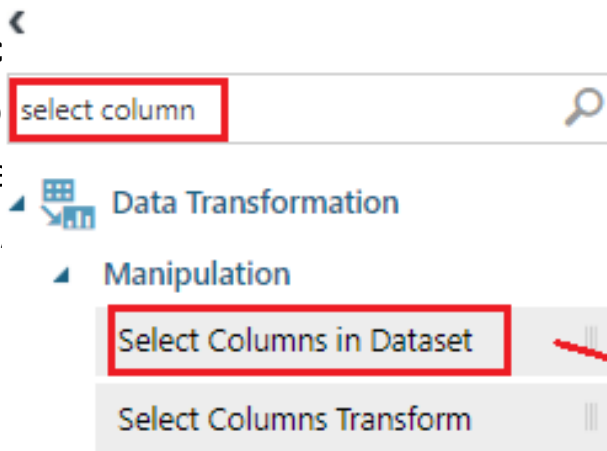 select column
Data Transformation
Manipulation
Select Columns in Dataset
Select Columns Transform